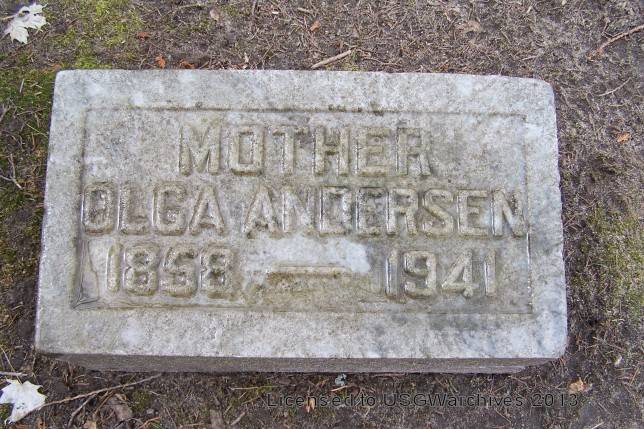 MOTHER
OLGA ANDERSEN
1858 — 1941
Licensed to USGWarchives 2013